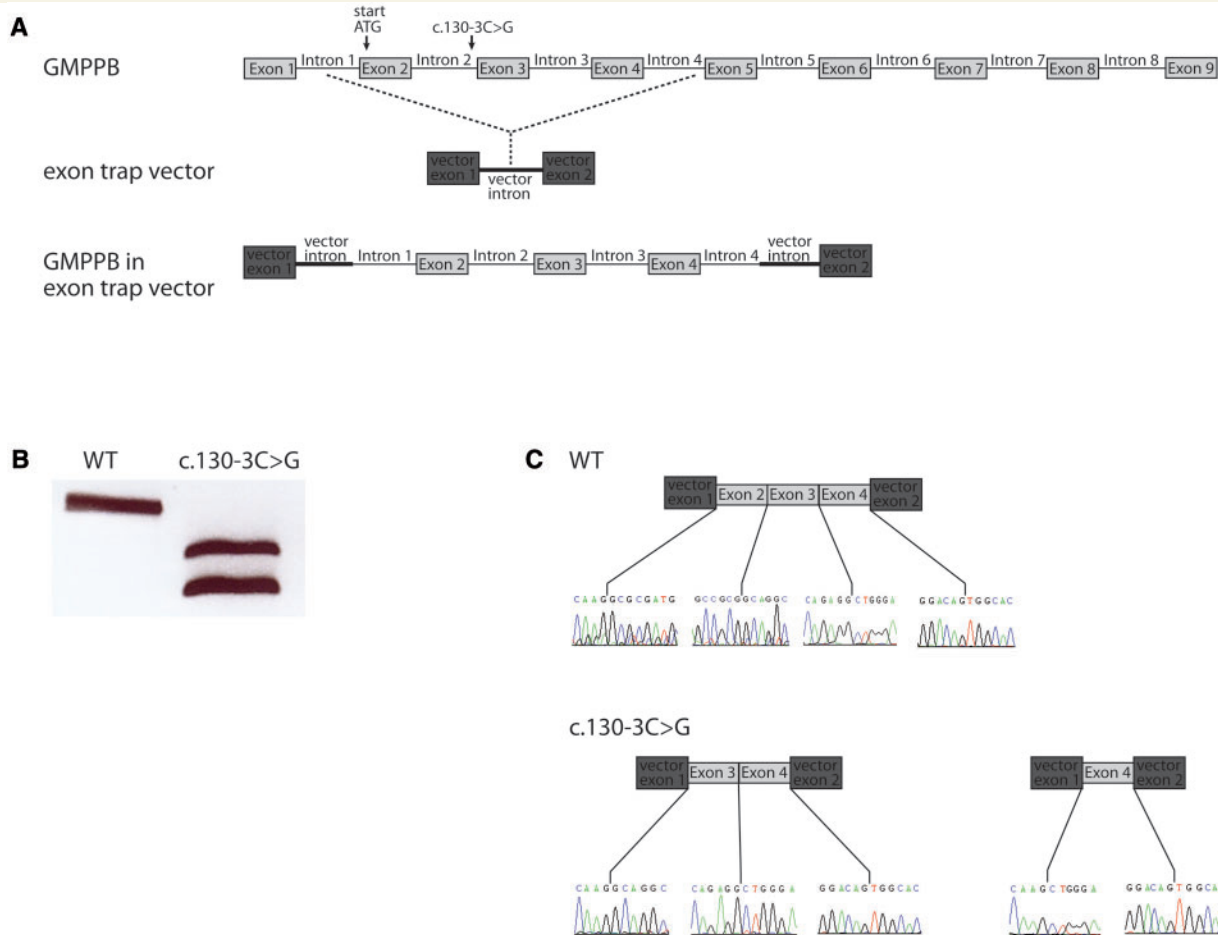 A
start
ATG
c.130-3C>G
GMPPB
Exon 1 Intron 1 Exon 2 Intron 2 Exon 3 Intron 3 Exon 4 Intron 4 Exon 5 Intron 5 Exon 6 Intron 6 Exon 7 Intron 7 Exon 8 Intron 8 Exon 9
exon trap vector
vector exon 1
vector intron
vector exon 2
GMPPB in
exon trap vector
vector exon 1
vector intron
Intron 1 Exon 2 Intron 2 Exon 3 Intron 3 Exon 4 Intron 4
vector intron
vector exon 2
B
WT c.130-3C>G
C WT
vector exon 1 Exon 2 Exon 3 Exon 4 vector exon 2
CAAGGCGCGATG GCCGCGGCAGGC CAGAGGCTGGGA GGACAGTGGCAC
c.130-3C>G
vector exon 1 Exon 3 Exon 4 vector exon 2
vector exon 1 Exon 4 vector exon 2
CAAGGCAGGC CAGAGGCTGGGA GGACAGTGGCAC CAAGCTGGGA GGACAGTGGCA